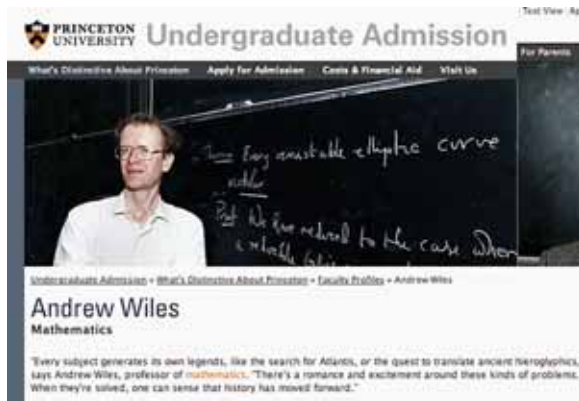 Text View
PRINCETON
UNIVERSITY
Undergraduate Admission
For Parents
What's Distinctive About Princeton Apply for Admission Costs & Financial Aid Visit Us
Every semistable elliptic curve
We have reduced to the case when
a
Undergraduate Admission » What's Distinctive About Princeton » Faculty Profiles » Andrew Wiles
Andrew Wiles
Mathematics
"Every subject generates its own legends, like the search for Atlantis, or the quest to translate ancient hieroglyphics,
says Andrew Wiles, professor of mathematics. "There's a romance and excitement around these kinds of problems.
When they're solved, one can sense that history has moved forward."